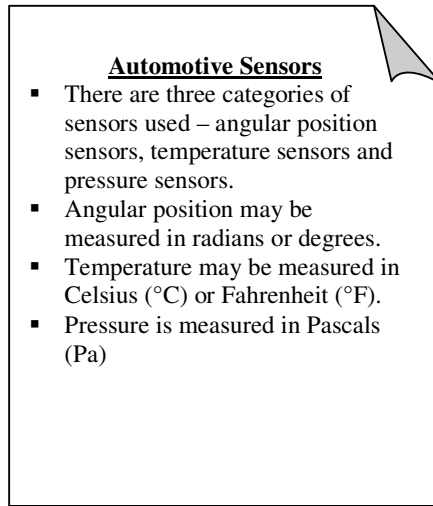 Automotive Sensors
▪ There are three categories of
sensors used – angular position
sensors, temperature sensors and
pressure sensors.
▪ Angular position may be
measured in radians or degrees.
▪ Temperature may be measured in
Celsius (°C) or Fahrenheit (°F).
▪ Pressure is measured in Pascals
(Pa)